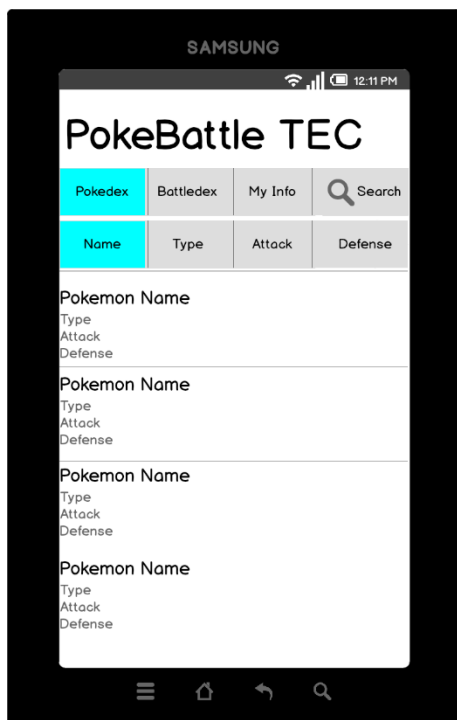 SAMSUNG
12:11 PM
PokeBattle TEC
Pokedex Battledex My Info Search
Name Type Attack Defense
Pokemon Name
Type
Attack
Defense
Pokemon Name
Type
Attack
Defense
Pokemon Name
Type
Attack
Defense
Pokemon Name
Type
Attack
Defense